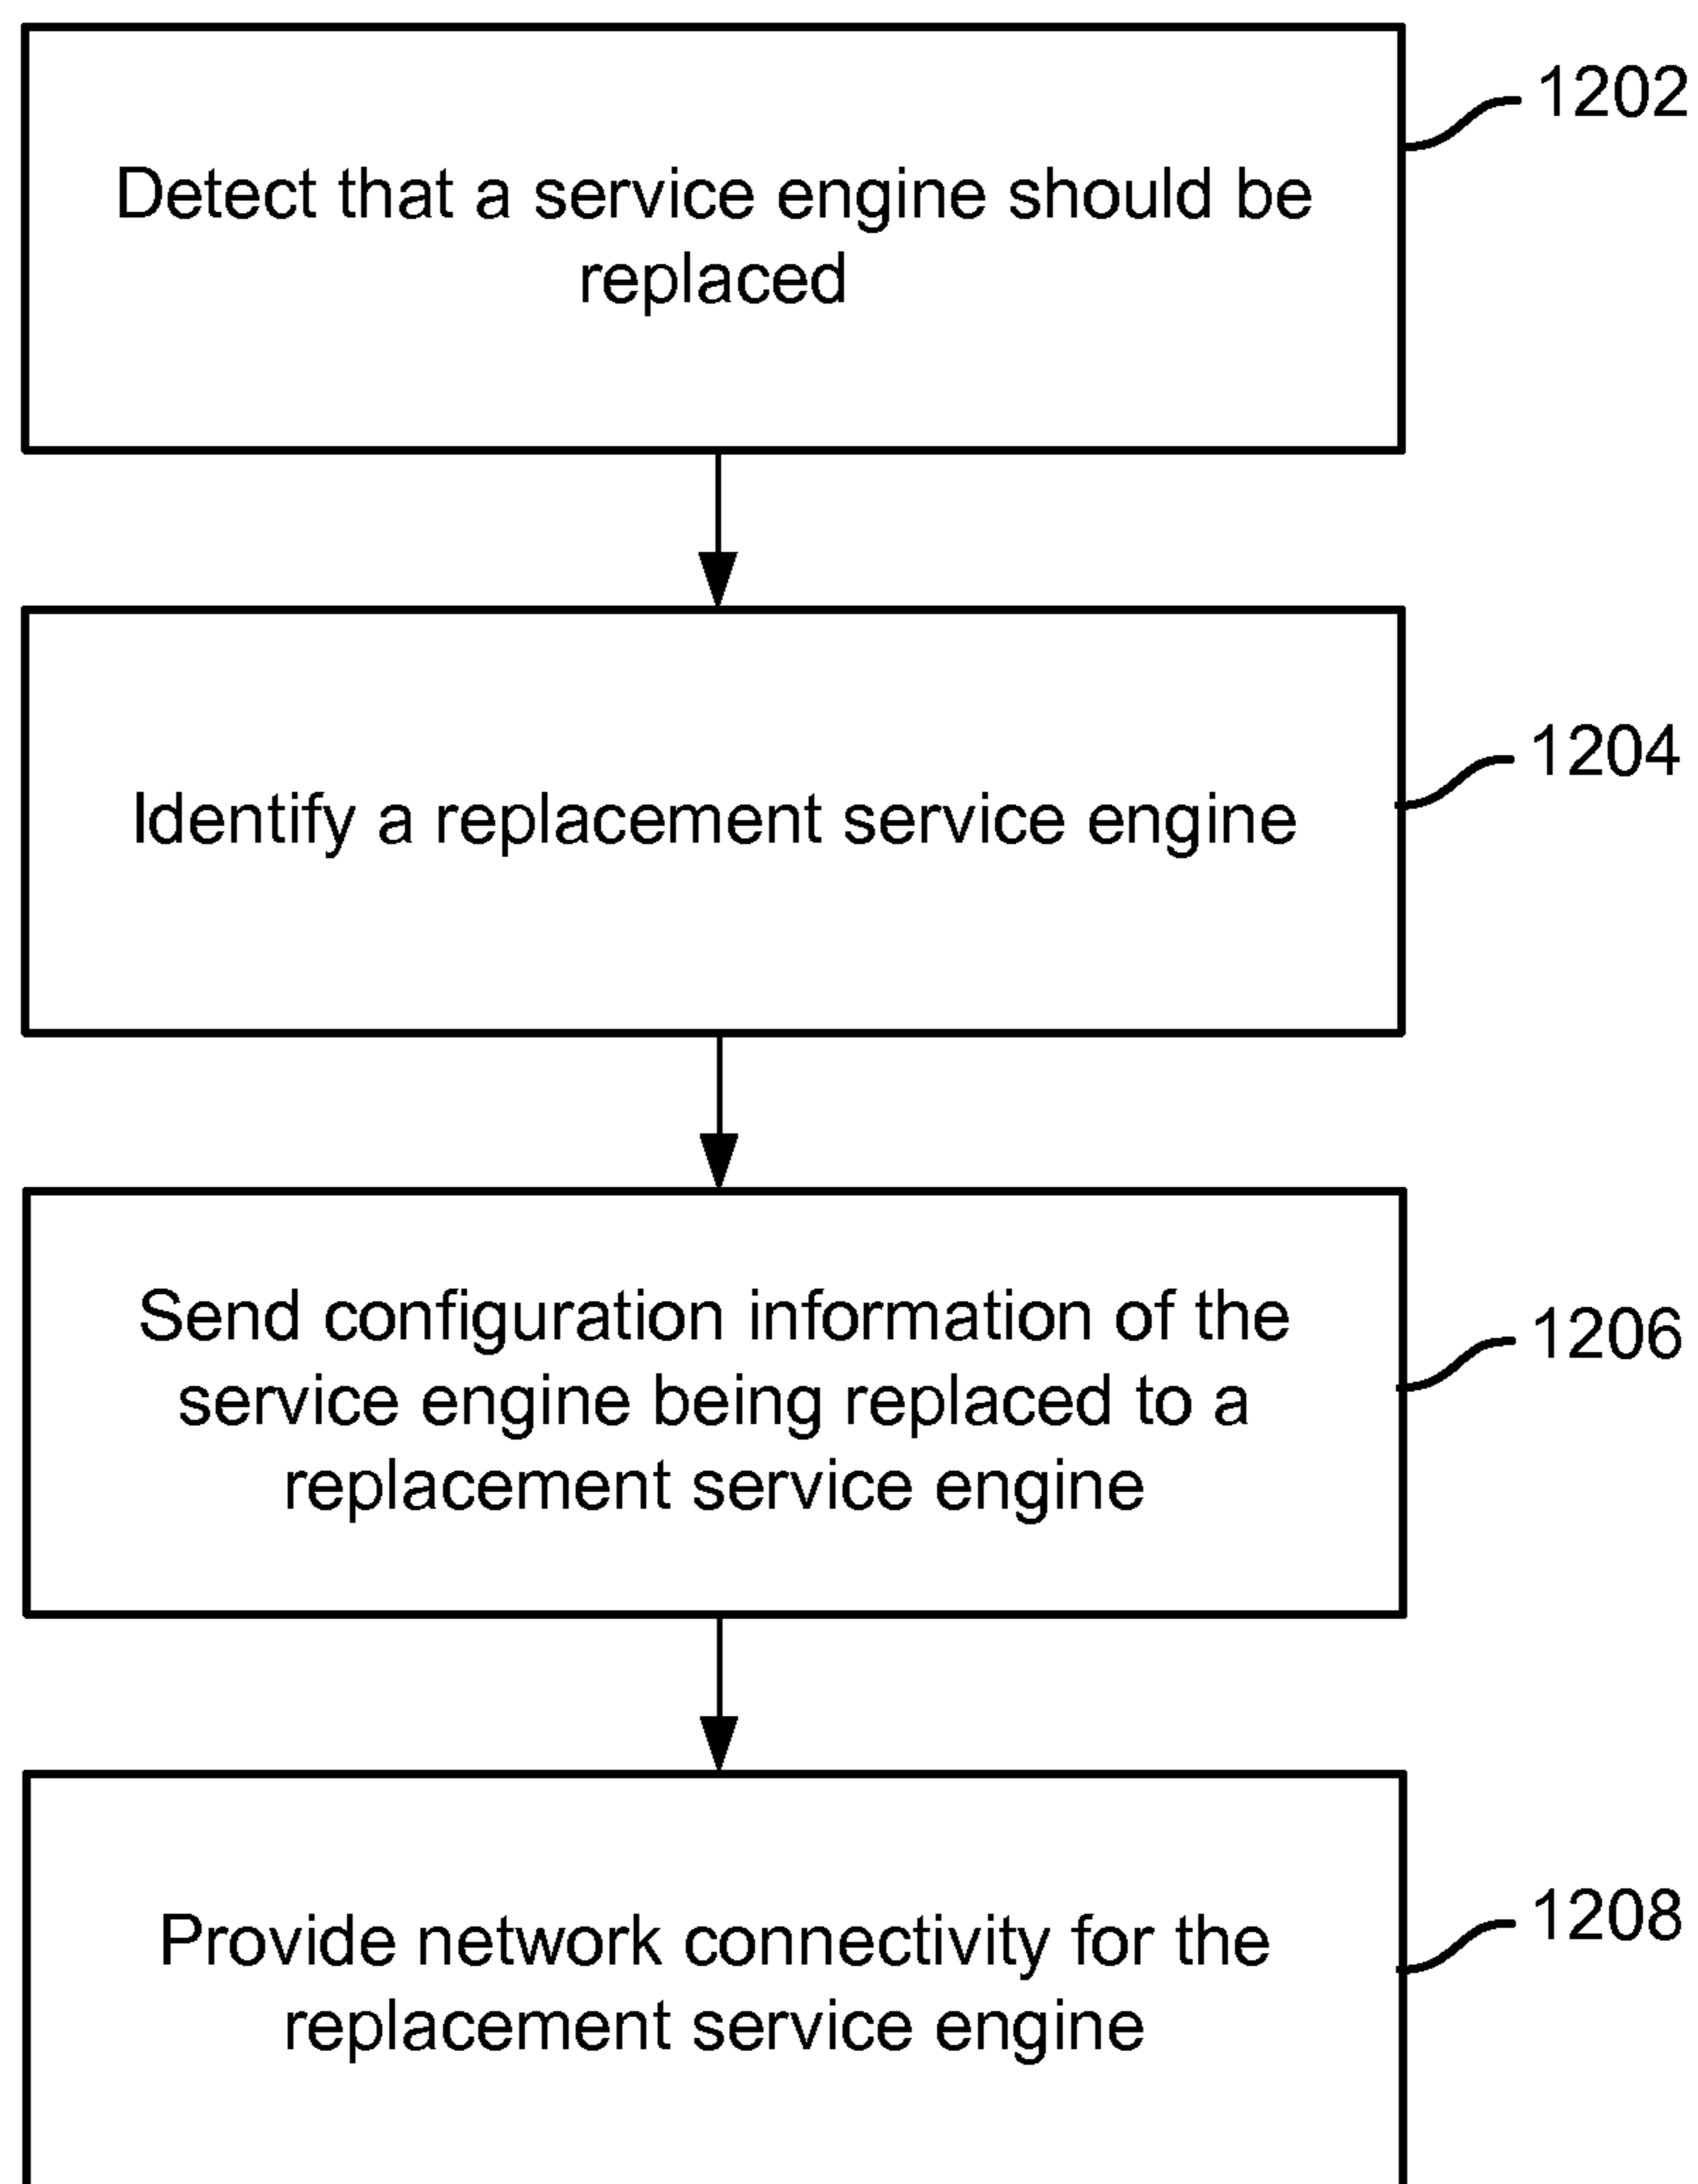 1202
Detect that a service engine should be
replaced
1204
Identify a replacement service engine
1206
Send configuration information of the
service engine being replaced to a
replacement service engine
1208
Provide network connectivity for the
replacement service engine